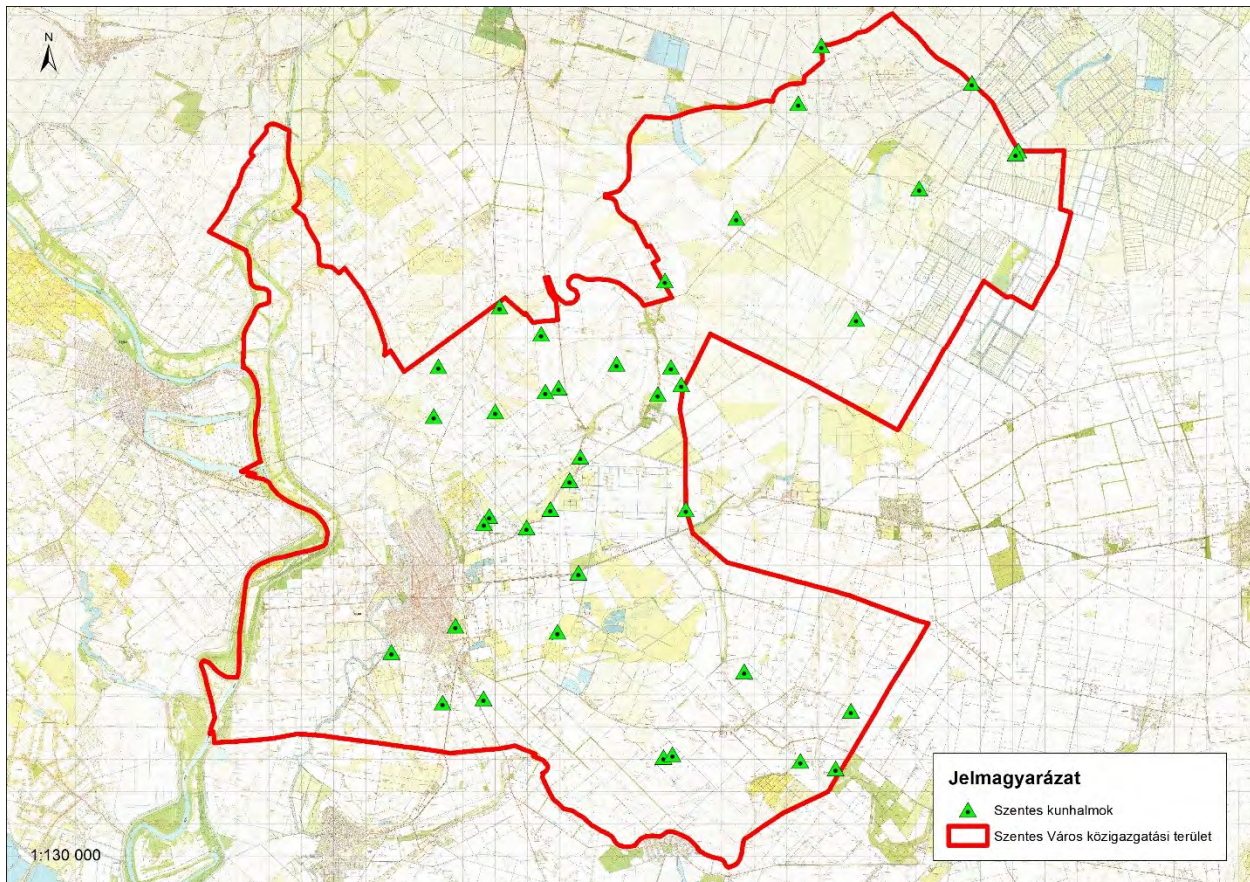 N
Jelmagyarázat
Szentes kunhalmok
Szentes Város közigazgatási terület
1:130 000